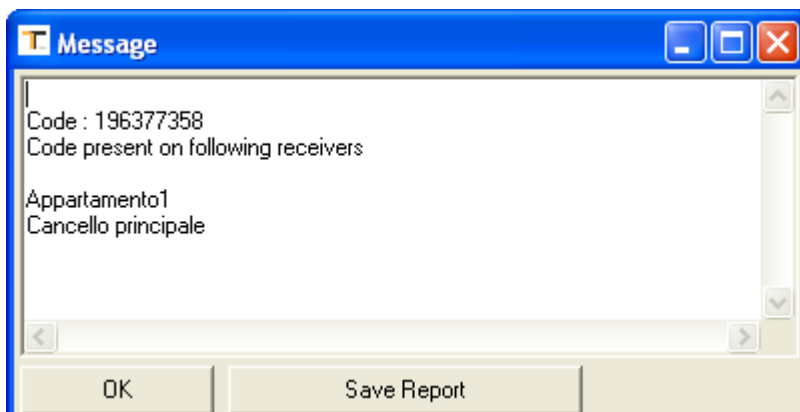 Message
Code : 196377358
Code present on following receivers
Appartamento1
Cancello principale
OK
Save Report